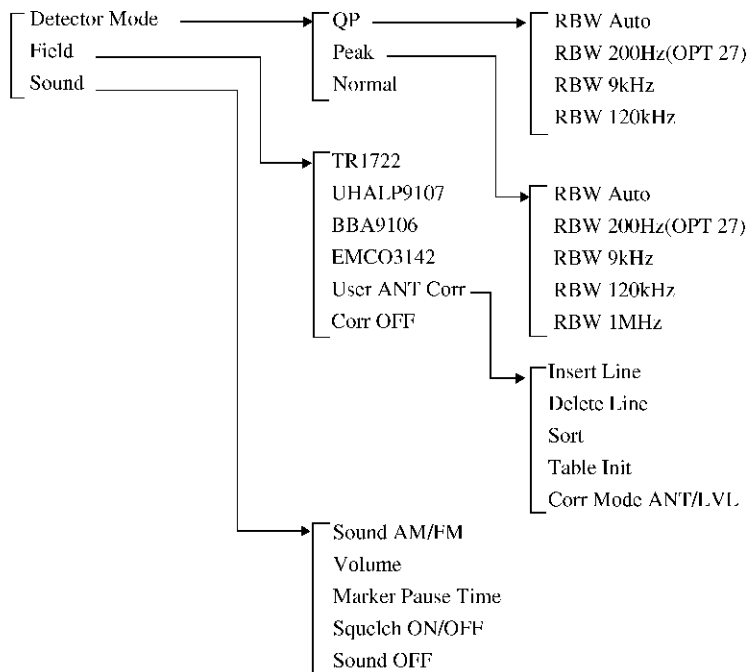 Detector Mode
Field
Sound
QP
Peak
Normal
RBW Auto
RBW 200Hz(OPT 27)
RBW 9kHz
RBW 120kHz
TR1722
UHALP9107
BBA9106
EMCO3142
User ANT Corr
Corr OFF
RBW Auto
RBW 200Hz(OPT 27)
RBW 9kHz
RBW 120kHz
RBW 1MHz
Insert Line
Delete Line
Sort
Table Init
Corr Mode ANT/LVL
Sound AM/FM
Volume
Marker Pause Time
Squelch ON/OFF
Sound OFF